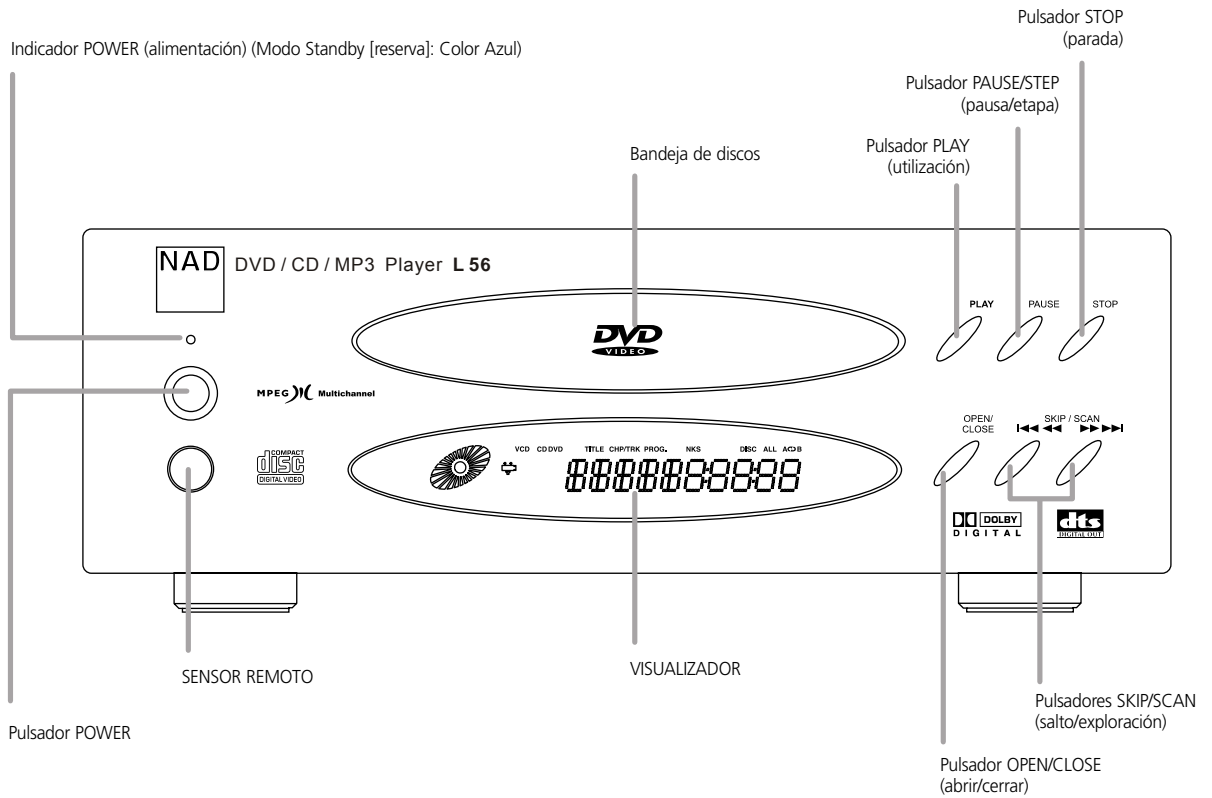 Pulsador STOP
(parada)
Indicador POWER (alimentación) (Modo Standby [reserva]: Color Azul)
Pulsador PAUSE/STEP
(pausa/etapa)
Pulsador PLAY
(utilización)
Bandeja de discos
NAD DVD / CD / MP3 Player L 56
PLAY PAUSE STOP
DVD
VIDEO
MPEG Multichannel
OPEN/
CLOSE
SKIP / SCAN
COMPACT
disc
DIGITAL VIDEO
VCD CD DVD TITLE CHP/TRK PROG. NKS DISC ALL A B
DOLBY
DIGITAL
dts
DIGITAL OUT
SENSOR REMOTO
VISUALIZADOR
Pulsadores SKIP/SCAN
(salto/exploración)
Pulsador POWER
Pulsador OPEN/CLOSE
(abrir/cerrar)